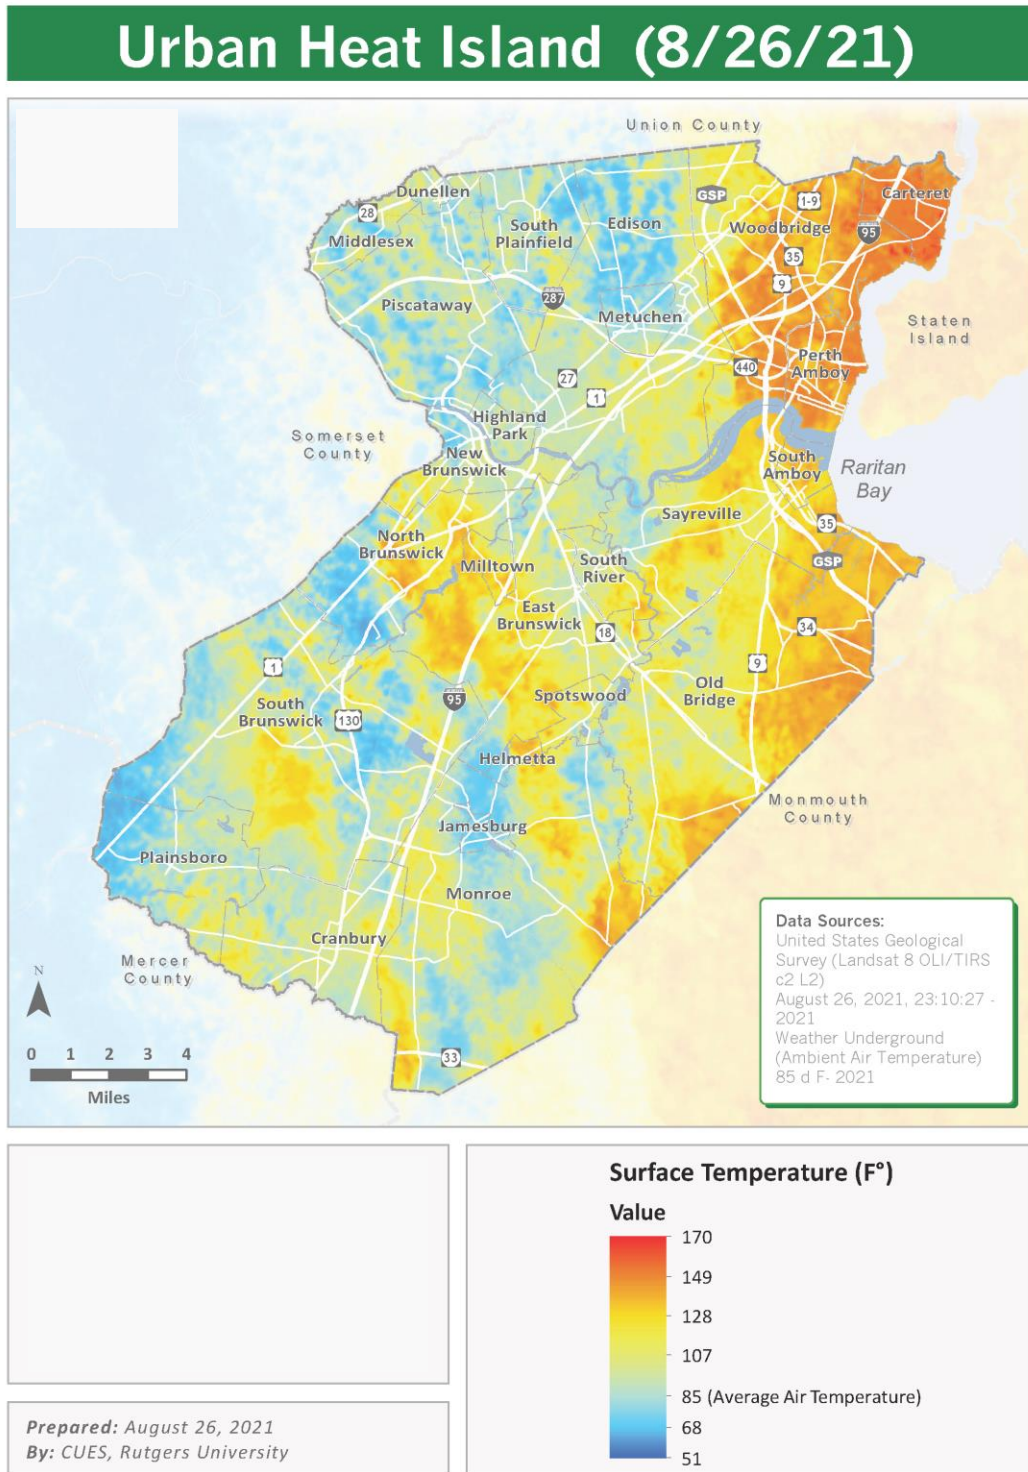 Urban Heat Island (8/26/21)
Union County
Carteret
Dunellen
1-9
GSP
28
South
Plainfield
Edison
Woodbridge
95
Middlesex
35
9
287
Piscataway
Metuchen
Staten
Island
Perth
Amboy
440
27
1
Highland
Park
Somerset
County
New
Brunswick
South
Amboy
Raritan
Bay
Sayreville
35
North
Brunswick
Milltown
South
River
GSP
East
Brunswick
18
34
1
9
95
Spotswood
Old
Bridge
South
Brunswick
130
Helmetta
Monmouth
County
Jamesburg
Plainsboro
Monroe
Cranbury
Mercer
County
33
N
0 1 2 3 4
Miles
Data Sources:
United States Geological
Survey (Landsat 8 OLI/TIRS
c2 L2)
August 26, 2021, 23:10:27 -
2021
Weather Underground
(Ambient Air Temperature)
85 d F- 2021
Surface Temperature (F°)
Value
170
149
128
107
85 (Average Air Temperature)
68
51
Prepared: August 26, 2021
By: CUES, Rutgers University